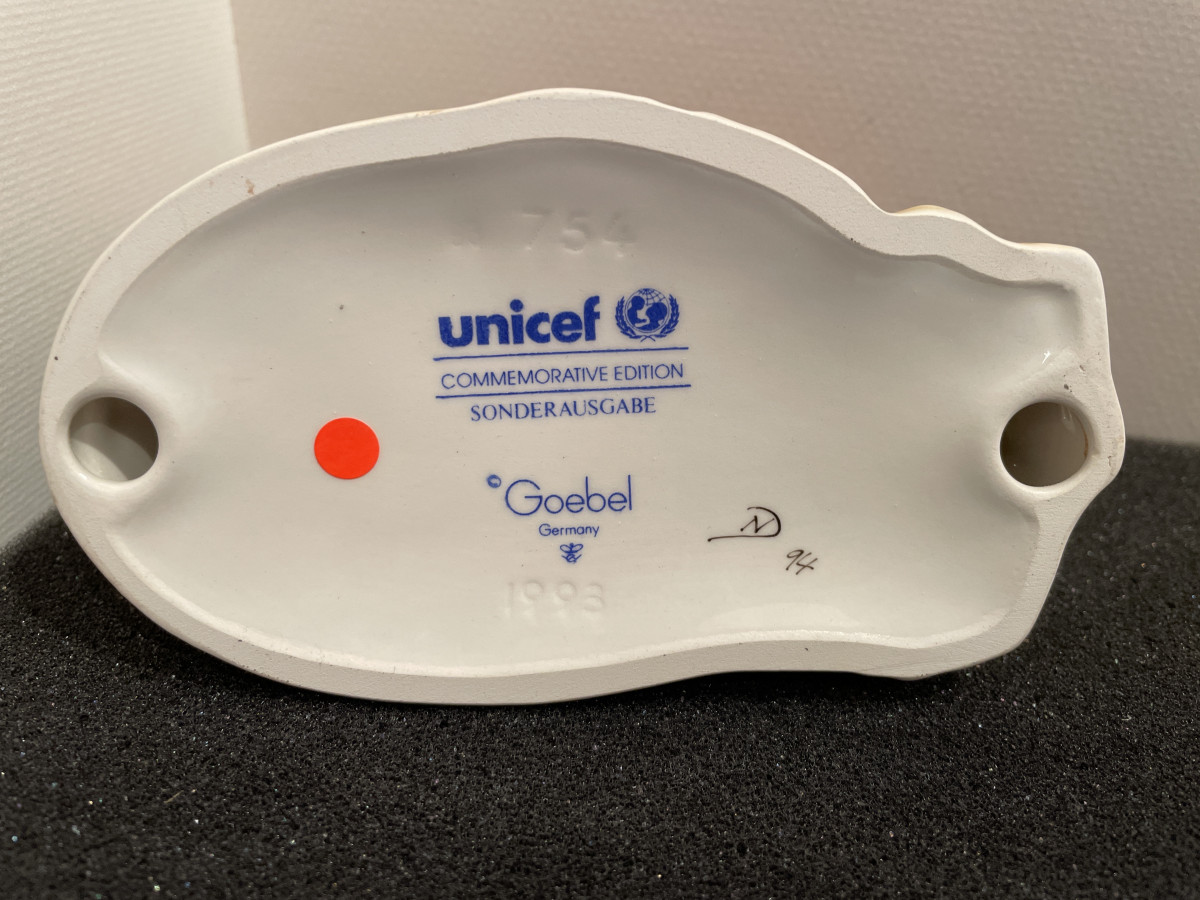 754
unicef
COMMEMORATIVE EDITION
SONDERAUSGABE
© Goebel
Germany
1993
94